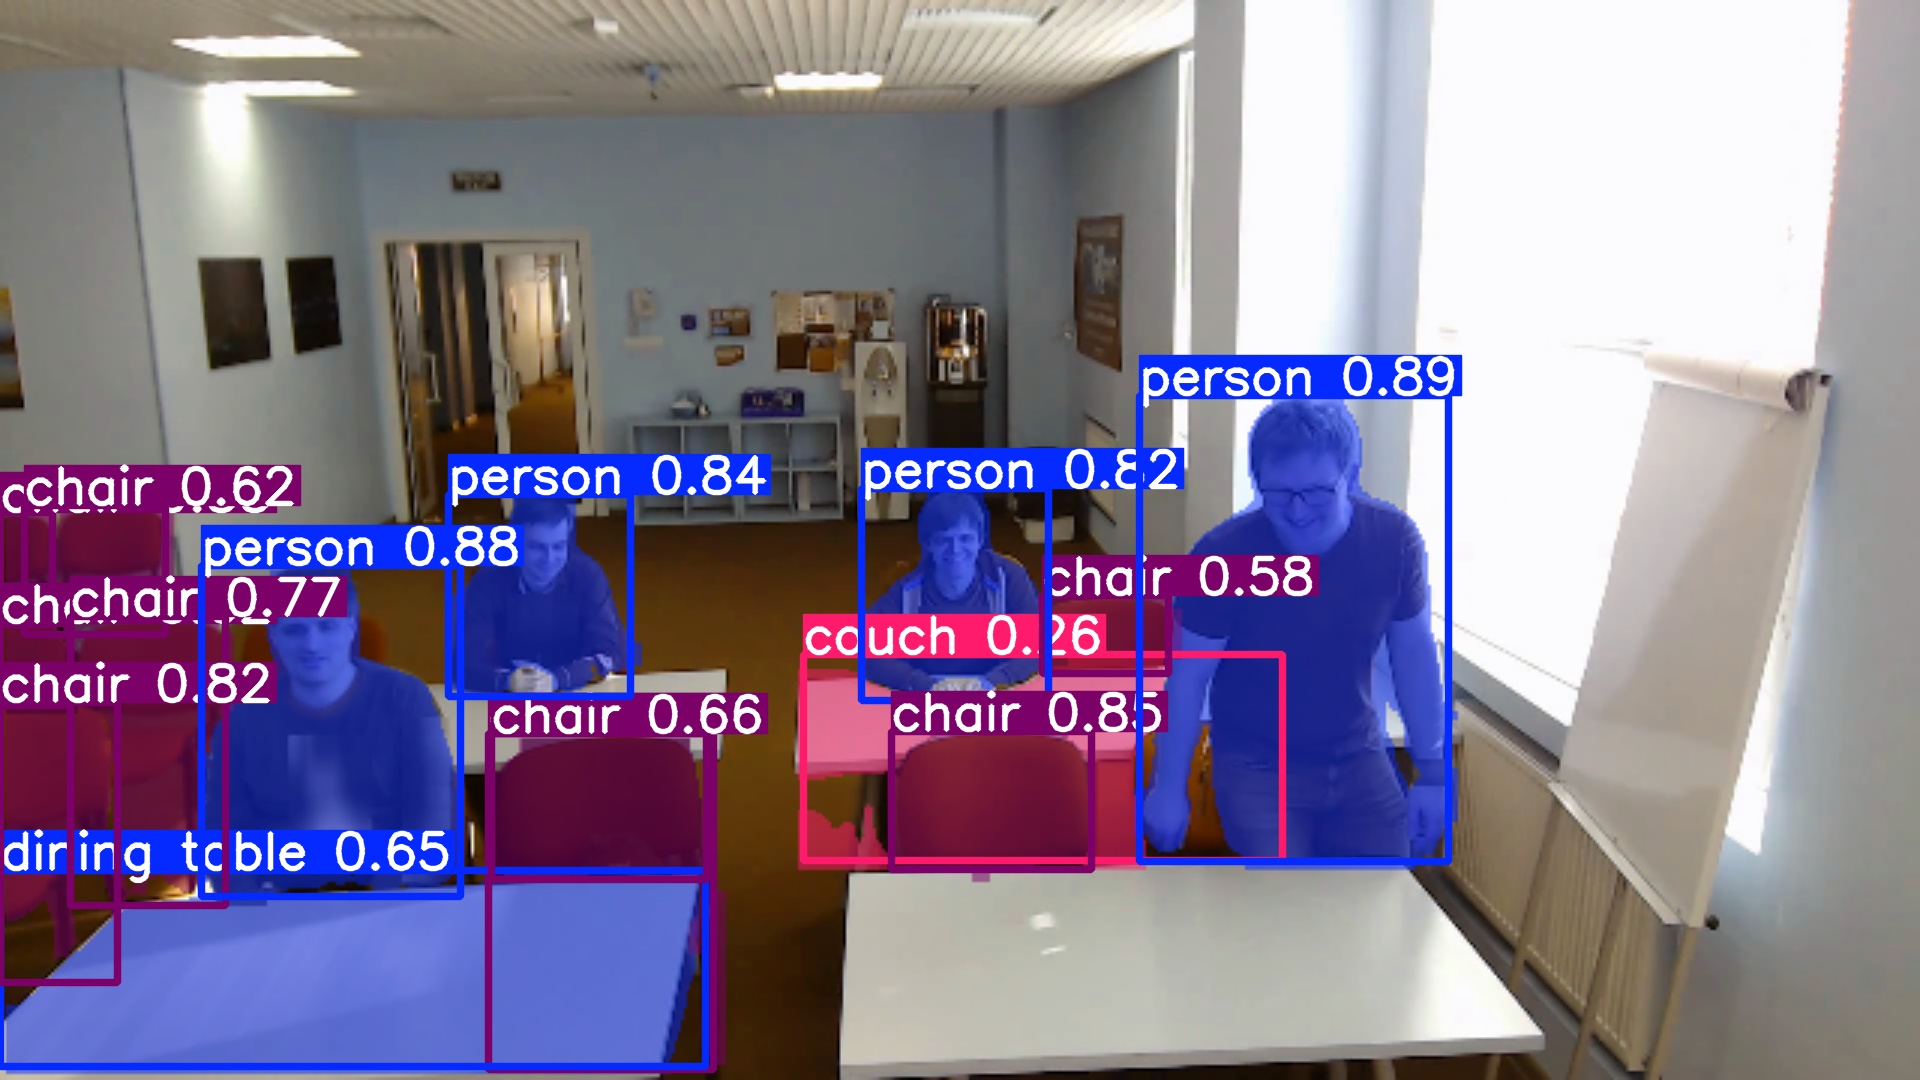 person 0.89
person 0.82
person 0.84
chair 0.62
person 0.88
chair 0.58
chair 0.77
couch 0.26
chair 0.82
chair 0.66
chair 0.85
dining table 0.65